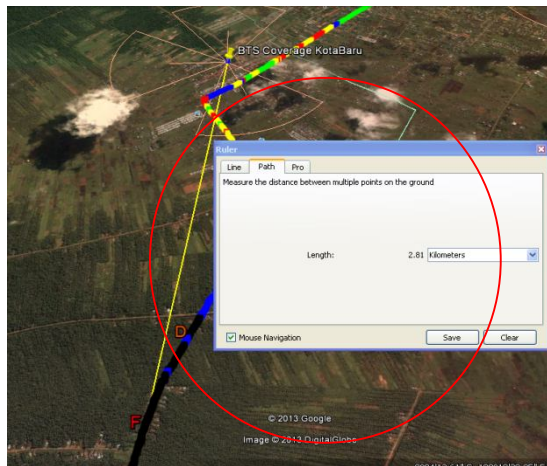 BTS Coverage KotaBaru
Ruler
Line Path Pro
Measure the distance between multiple points on the ground
Length: 2.81 Kilometers
Mouse Navigation Save Clear
D
F
© 2013 Google
Image © 2013 DigitalGlobe